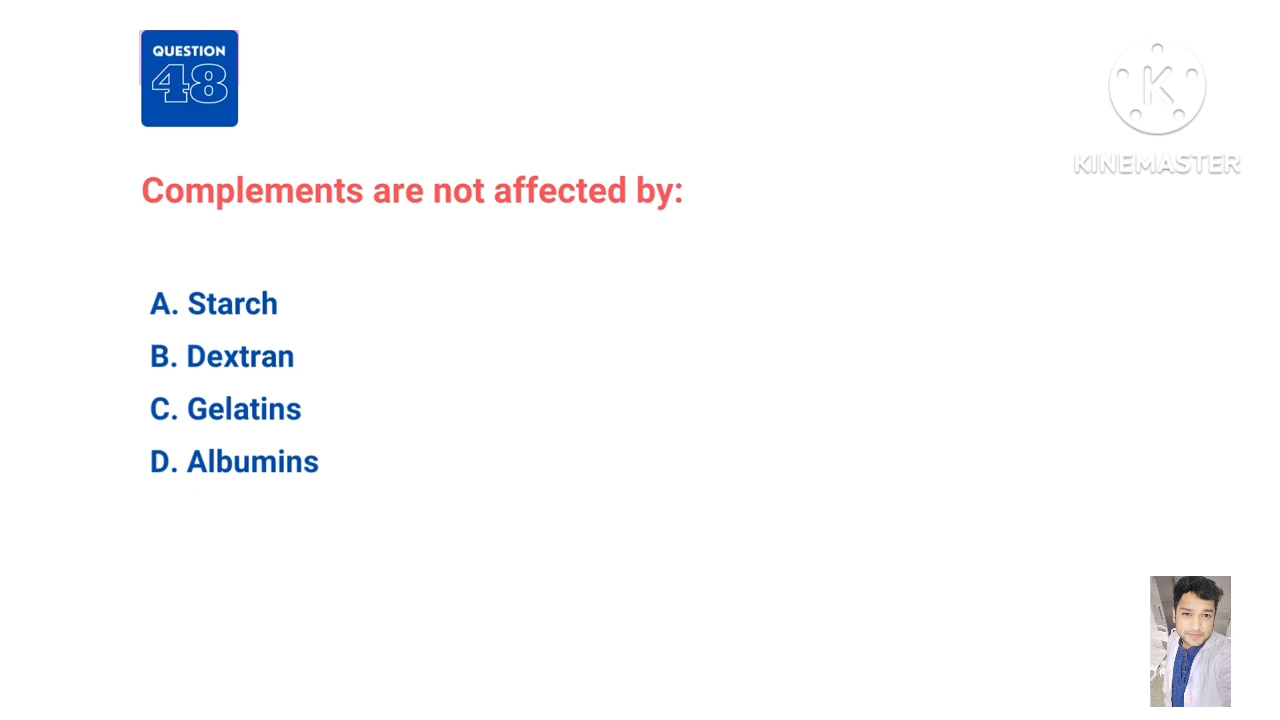 QUESTION
48
KINEMASTER
Complements are not affected by:
A. Starch
B. Dextran
C. Gelatins
D. Albumins